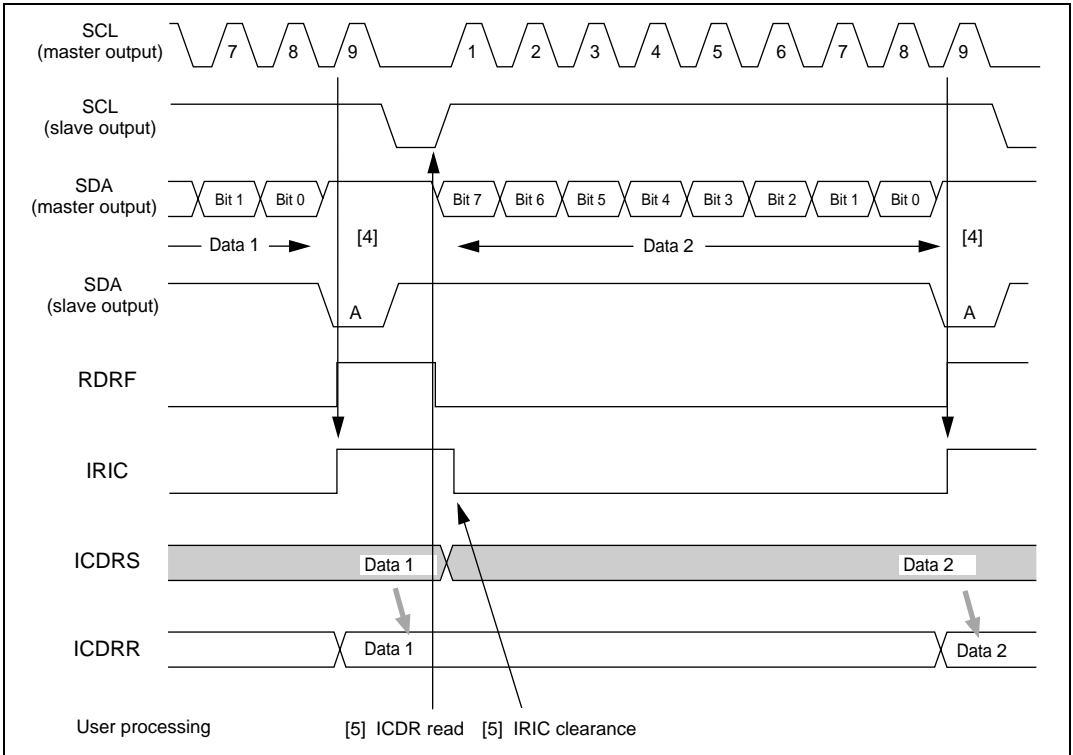 SCL
(master output)
7 8 9 1 2 3 4 5 6 7 8 9
SCL
(slave output)
SDA
(master output)
Bit 1 Bit 0 Bit 7 Bit 6 Bit 5 Bit 4 Bit 3 Bit 2 Bit 1 Bit 0
Data 1 [4] Data 2 [4]
SDA
(slave output)
A A
RDRF
IRIC
ICDRS
Data 1 Data 2
ICDRR
Data 1 Data 2
User processing [5] ICDR read [5] IRIC clearance